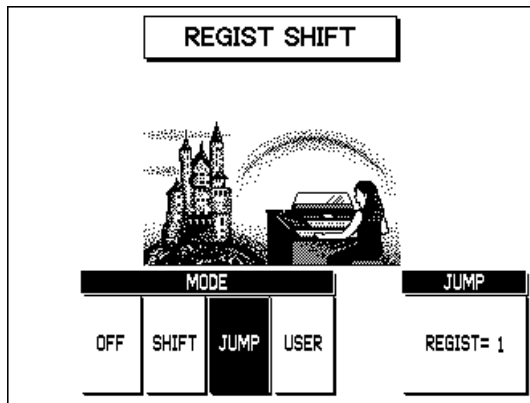 REGIST SHIFT
MODE
JUMP
OFF SHIFT JUMP USER
REGIST= 1